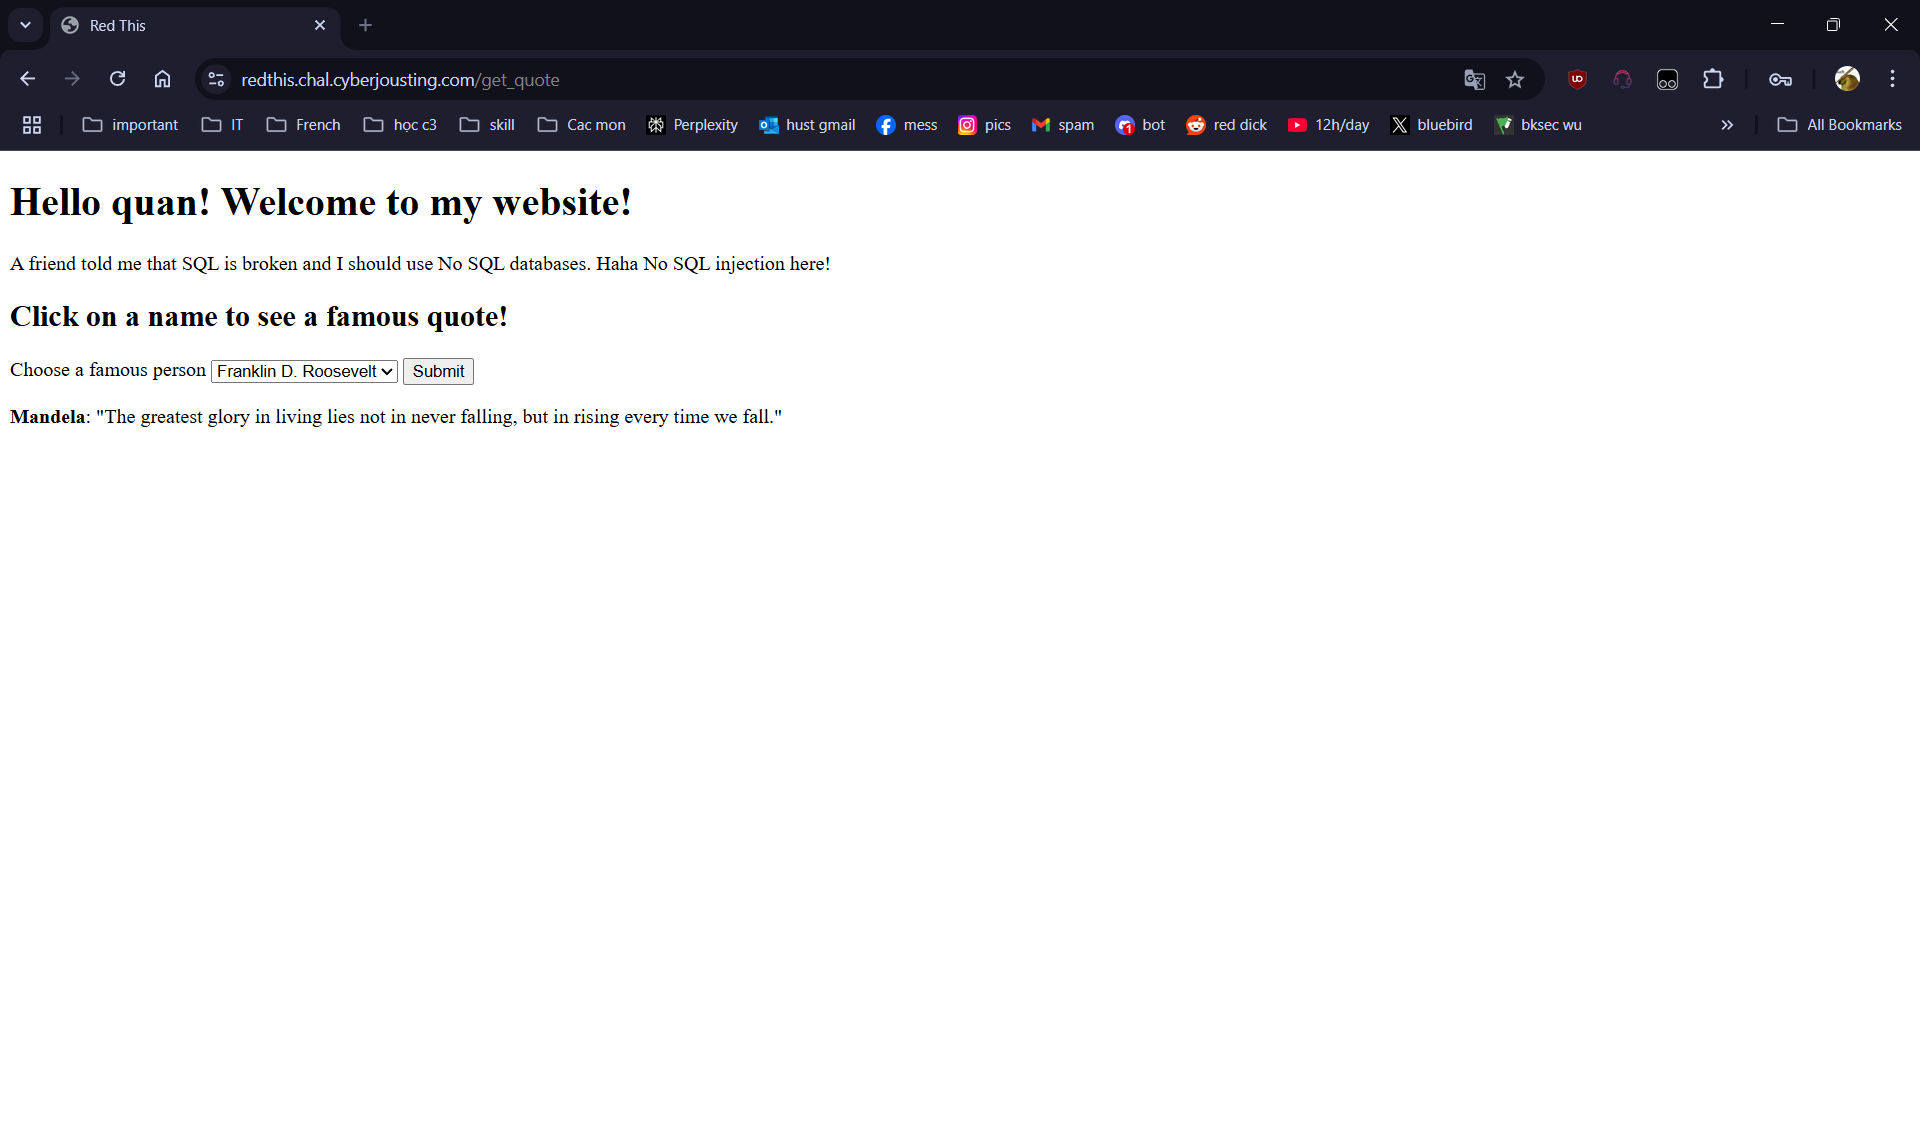 Red This
redthis.chal.cyberjousting.com/get_quote
important IT French học c3 skill Cac mon Perplexity hust gmail mess pics spam bot red dick 12h/day bluebird bksec wu All Bookmarks
Hello quan! Welcome to my website!
A friend told me that SQL is broken and I should use No SQL databases. Haha No SQL injection here!
Click on a name to see a famous quote!
Choose a famous person Franklin D. Roosevelt Submit
Mandela: "The greatest glory in living lies not in never falling, but in rising every time we fall."